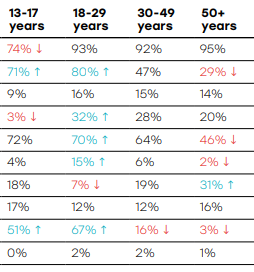 13-17 years 18-29 years 30-49 years 50+ years
74% ↓ 93% 92% 95%
71% ↑ 80% ↑ 47% 29% ↓
9% 16% 15% 14%
3% ↓ 32% ↑ 28% 20%
72% 70% ↑ 64% 46% ↓
4% 15% ↑ 6% 2% ↓
18% 7% ↓ 19% 31% ↑
17% 12% 12% 16%
51% ↑ 67% ↑ 16% ↓ 3% ↓
0% 2% 2% 1%